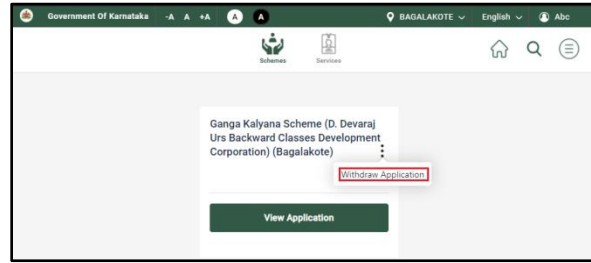 Government Of Karnataka -A A +A A A BAGALAKOTE English Abc
Schemes Services
Ganga Kalyana Scheme (D. Devaraj
Urs Backward Classes Development
Corporation) (Bagalakote)
Withdraw Application
View Application